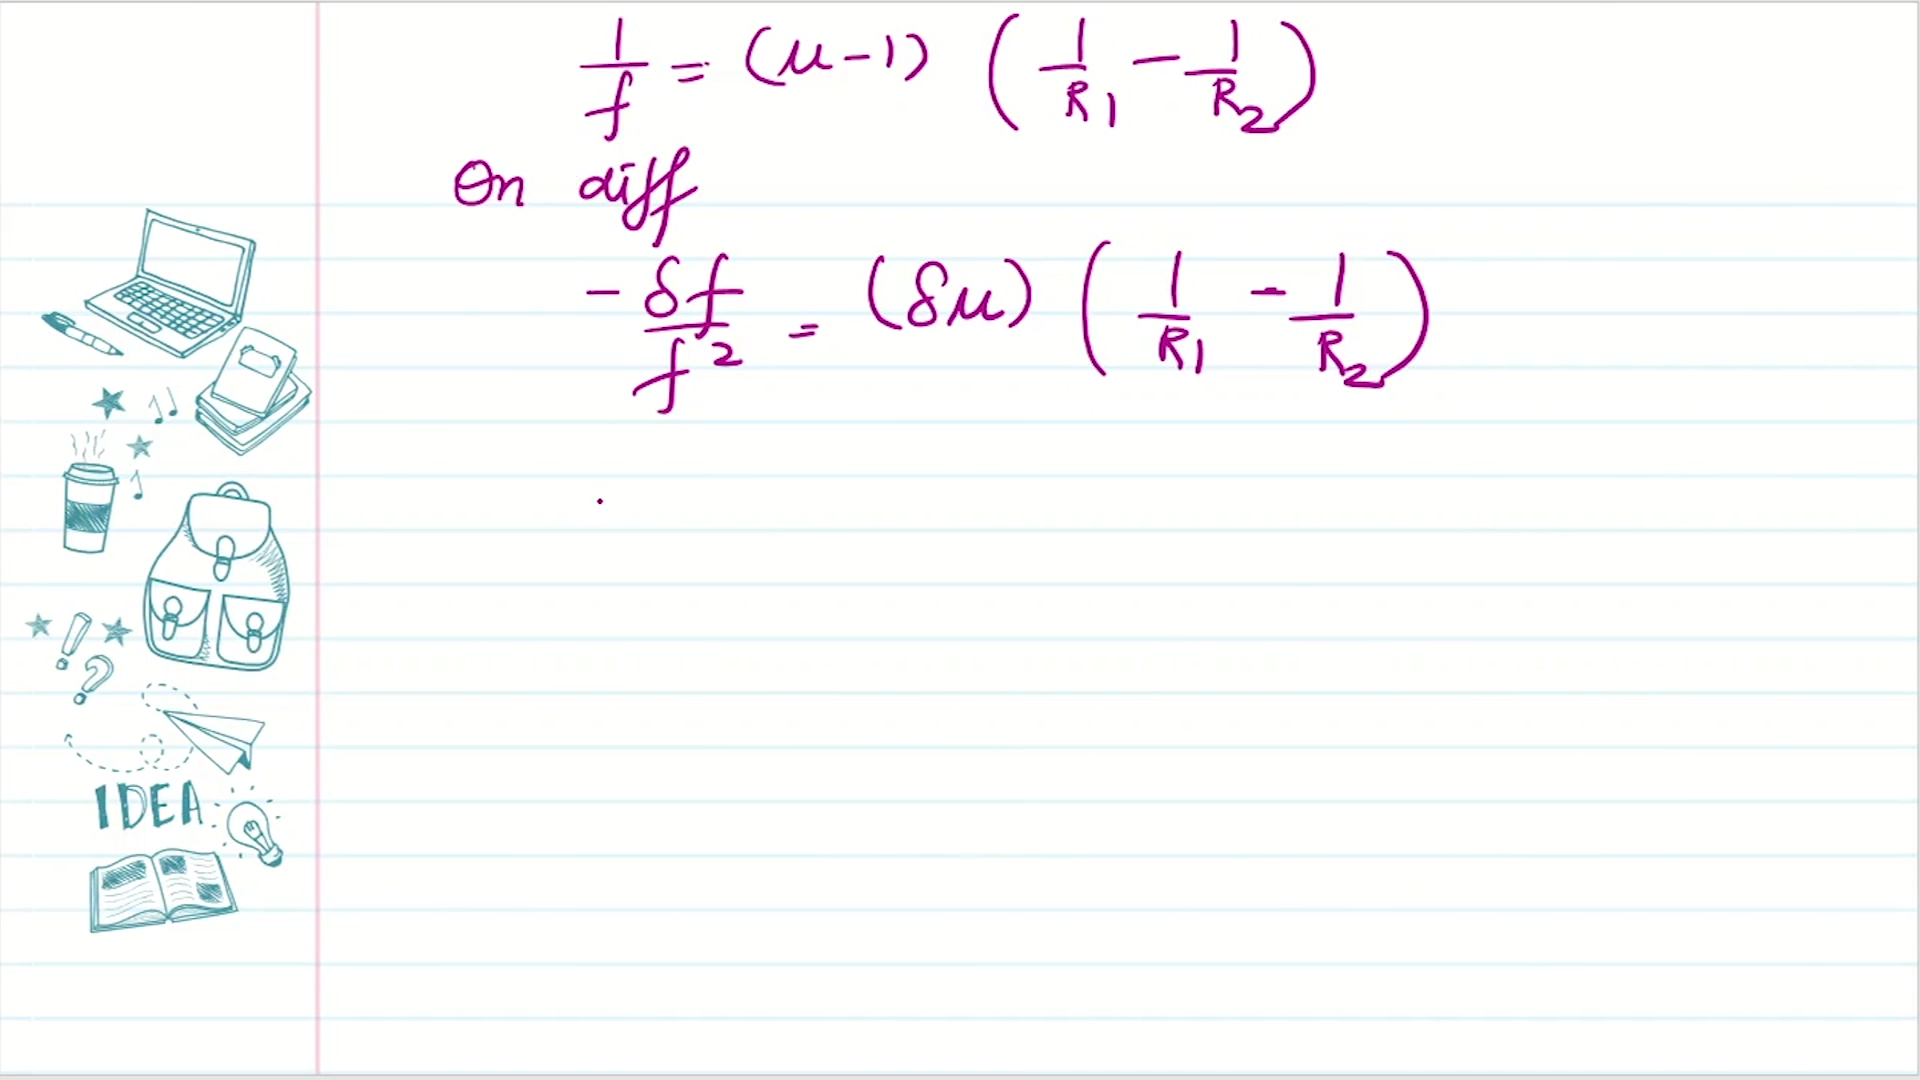 1/f = (μ-1) (1/R₁ - 1/R₂)
On diff
- δf/f² = (δμ) (1/R₁ - 1/R₂)
IDEA